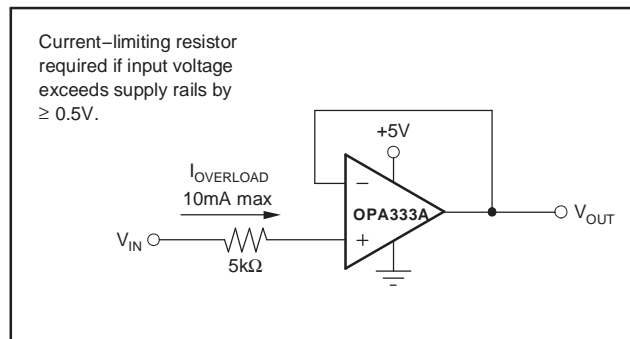 Current−limiting resistor
required if input voltage
exceeds supply rails by
≥ 0.5V.
+5V
I_OVERLOAD
10mA max
−
OPA333A
V_OUT
V_IN
+
5kΩ